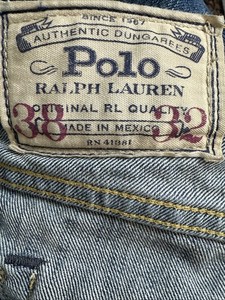 SINCE 1967
AUTHENTIC DUNGAREES
Polo
RALPH LAUREN
ORIGINAL RL QUALITY
38 MADE IN MEXICO 32
RN 41381